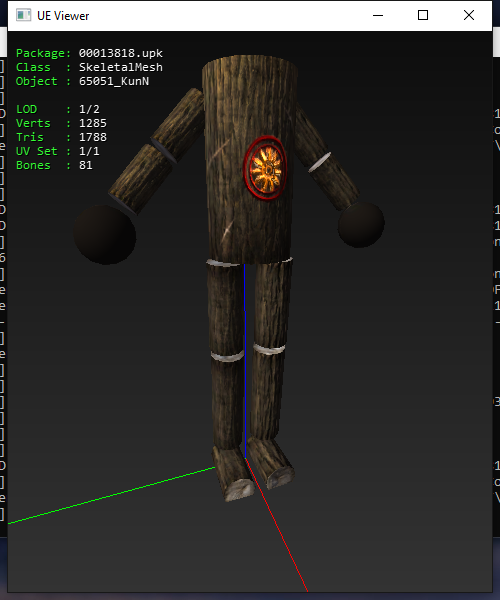 UE Viewer
Package: 00013818.upk
Class : SkeletalMesh
Object : 65051_KunN
LOD : 1/2
Verts : 1285
Tris : 1788
UV Set : 1/1
Bones : 81